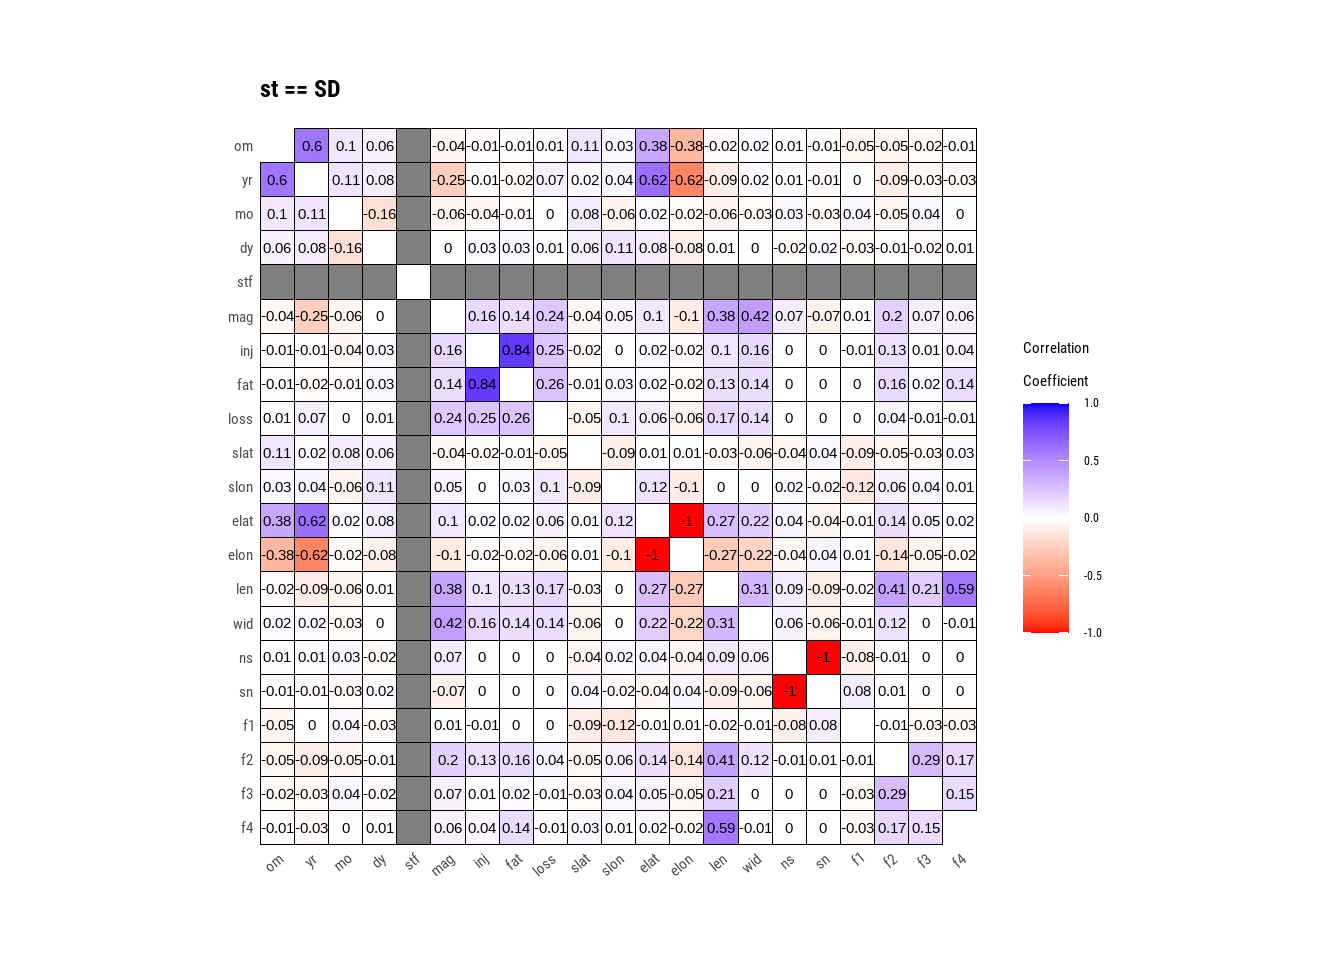 st == SD
om 0.6 0.1 0.06 -0.04 -0.01 -0.01 0.01 0.11 0.03 0.38 -0.38 -0.02 0.02 0.01 -0.01 -0.05 -0.05 -0.02 -0.01
yr 0.6 0.11 0.08 -0.25 -0.01 -0.02 0.07 0.02 0.04 0.62 -0.62 -0.09 0.02 0.01 -0.01 0 -0.09 -0.03 -0.03
mo 0.1 0.11 -0.16 -0.06 -0.04 -0.01 0 0.08 -0.06 0.02 -0.02 -0.06 -0.03 0.03 -0.03 0.04 -0.05 0.04 0
dy 0.06 0.08 -0.16 0 0.03 0.03 0.01 0.06 0.11 0.08 -0.08 0.01 0 -0.02 0.02 -0.03 -0.01 -0.02 0.01
stf
mag -0.04 -0.25 -0.06 0 0.16 0.14 0.24 -0.04 0.05 0.1 -0.1 0.38 0.42 0.07 -0.07 0.01 0.2 0.07 0.06
inj -0.01 -0.01 -0.04 0.03 0.16 0.84 0.25 -0.02 0 0.02 -0.02 0.1 0.16 0 0 -0.01 0.13 0.01 0.04
fat -0.01 -0.02 -0.01 0.03 0.14 0.84 0.26 -0.01 0.03 0.02 -0.02 0.13 0.14 0 0 0 0.16 0.02 0.14
loss 0.01 0.07 0 0.01 0.24 0.25 0.26 -0.05 0.1 0.06 -0.06 0.17 0.14 0 0 0 0.04 -0.01 -0.01
slat 0.11 0.02 0.08 0.06 -0.04 -0.02 -0.01 -0.05 -0.09 0.01 0.01 -0.03 -0.06 -0.04 0.04 -0.09 -0.05 -0.03 0.03
slon 0.03 0.04 -0.06 0.11 0.05 0 0.03 0.1 -0.09 0.12 -0.1 0 0 0.02 -0.02 -0.12 0.06 0.04 0.01
elat 0.38 0.62 0.02 0.08 0.1 0.02 0.02 0.06 0.01 0.12 -1 0.27 0.22 0.04 -0.04 -0.01 0.14 0.05 0.02
elon -0.38 -0.62 -0.02 -0.08 -0.1 -0.02 -0.02 -0.06 0.01 -0.1 -1 -0.27 -0.22 -0.04 0.04 0.01 -0.14 -0.05 -0.02
len -0.02 -0.09 -0.06 0.01 0.38 0.1 0.13 0.17 -0.03 0 0.27 -0.27 0.31 0.09 -0.09 -0.02 0.41 0.21 0.59
wid 0.02 0.02 -0.03 0 0.42 0.16 0.14 0.14 -0.06 0 0.22 -0.22 0.31 0.06 -0.06 -0.01 0.12 0 -0.01
ns 0.01 0.01 0.03 -0.02 0.07 0 0 0 -0.04 0.02 0.04 -0.04 0.09 0.06 -1 -0.08 -0.01 0 0
sn -0.01 -0.01 -0.03 0.02 -0.07 0 0 0 0.04 -0.02 -0.04 0.04 -0.09 -0.06 -1 0.08 0.01 0 0
f1 -0.05 0 0.04 -0.03 0.01 -0.01 0 0 -0.09 -0.12 -0.01 0.01 -0.02 -0.01 -0.08 0.08 -0.01 -0.03 -0.03
f2 -0.05 -0.09 -0.05 -0.01 0.2 0.13 0.16 0.04 -0.05 0.06 0.14 -0.14 0.41 0.12 -0.01 0.01 -0.01 0.29 0.17
f3 -0.02 -0.03 0.04 -0.02 0.07 0.01 0.02 -0.01 -0.03 0.04 0.05 -0.05 0.21 0 0 0 -0.03 0.29 0.15
f4 -0.01 -0.03 0 0.01 0.06 0.04 0.14 -0.01 0.03 0.01 0.02 -0.02 0.59 -0.01 0 0 -0.03 0.17 0.15
om yr mo dy stf mag inj fat loss slat slon elat elon len wid ns sn f1 f2 f3 f4
Correlation
Coefficient
1.0
0.5
0.0
-0.5
-1.0